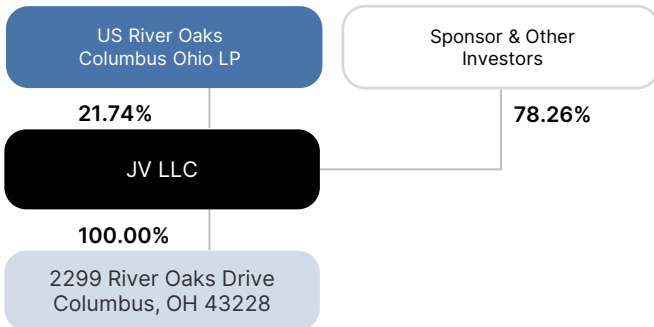 US River Oaks
Columbus Ohio LP
Sponsor & Other
Investors
21.74%
78.26%
JV LLC
100.00%
2299 River Oaks Drive
Columbus, OH 43228